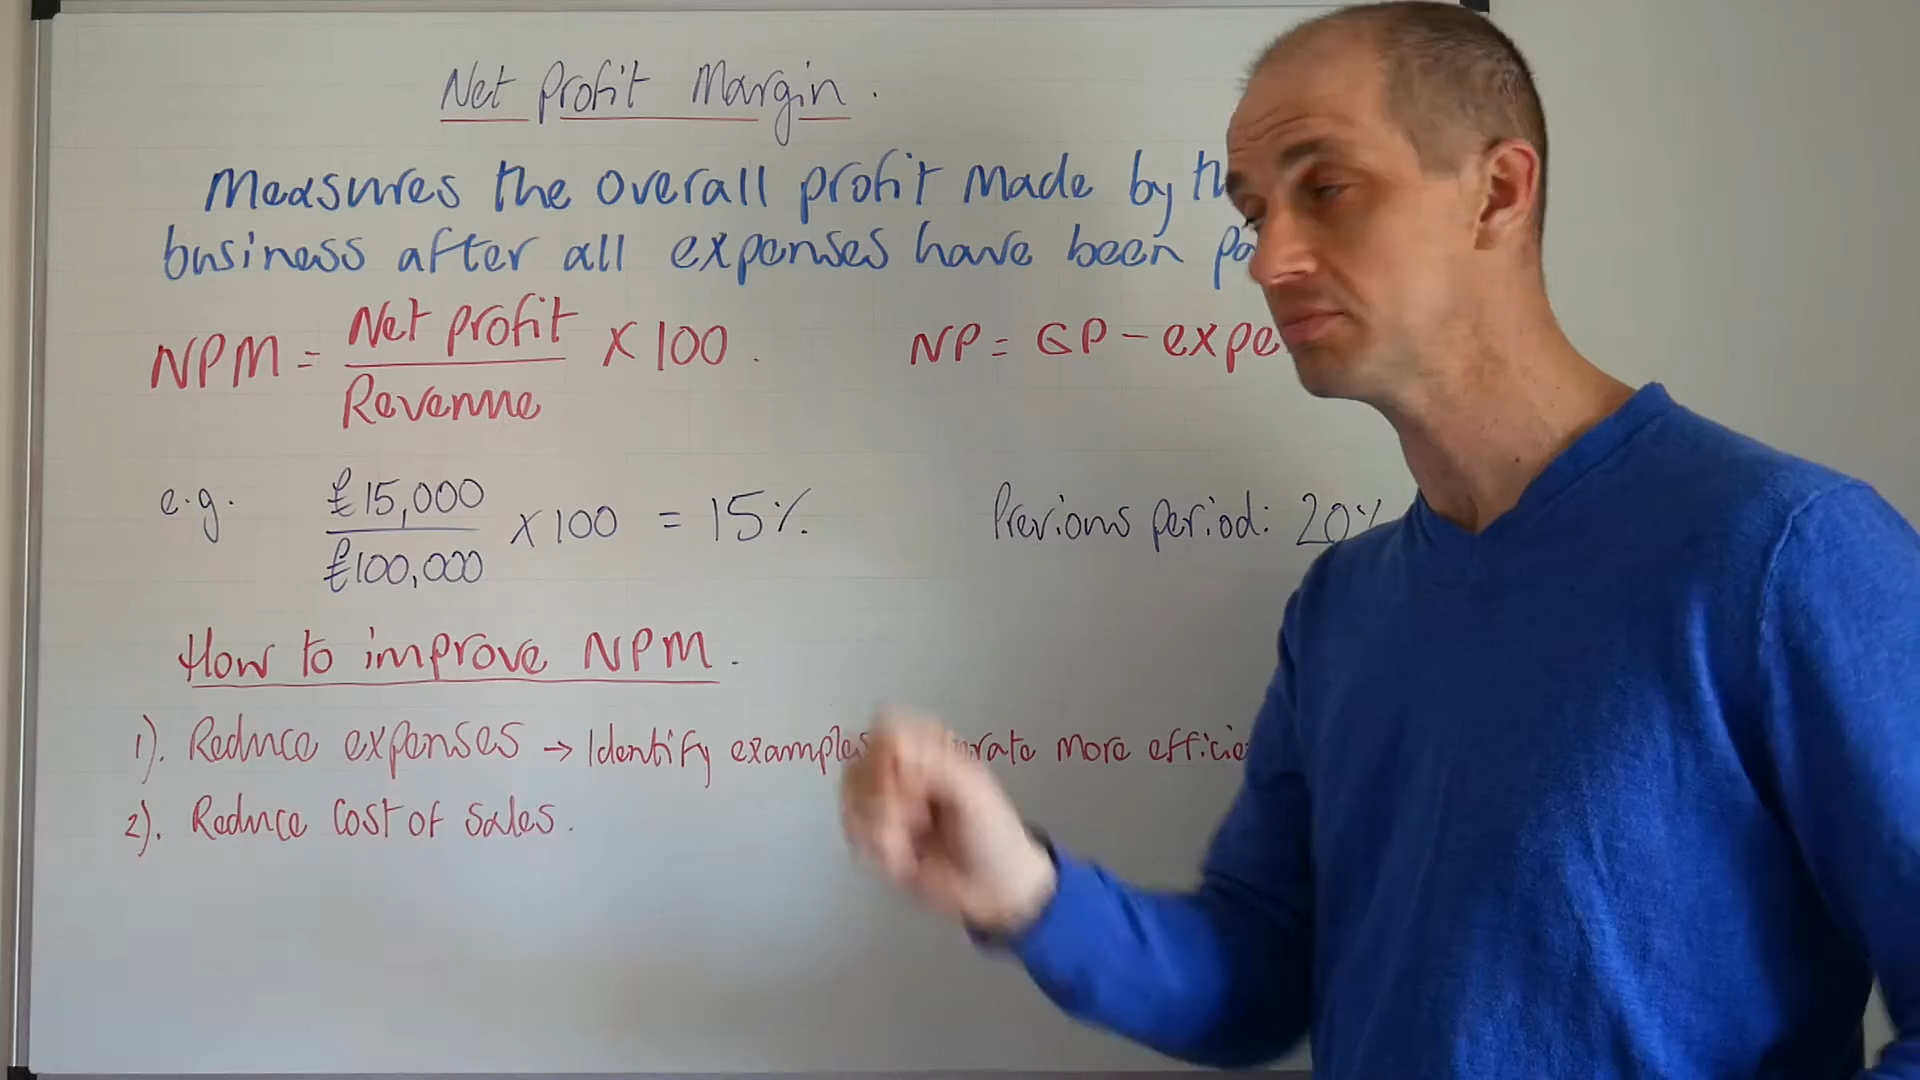 Net Profit Margin.
Measures the overall profit made by
business after all expenses have been
NPM = Net profit / Revenue × 100.
NP = GP - expe
e.g. £15,000 / £100,000 × 100 = 15%
Previous period: 20%
How to improve NPM.
1). Reduce expenses → Identify examples more
2). Reduce cost of sales.